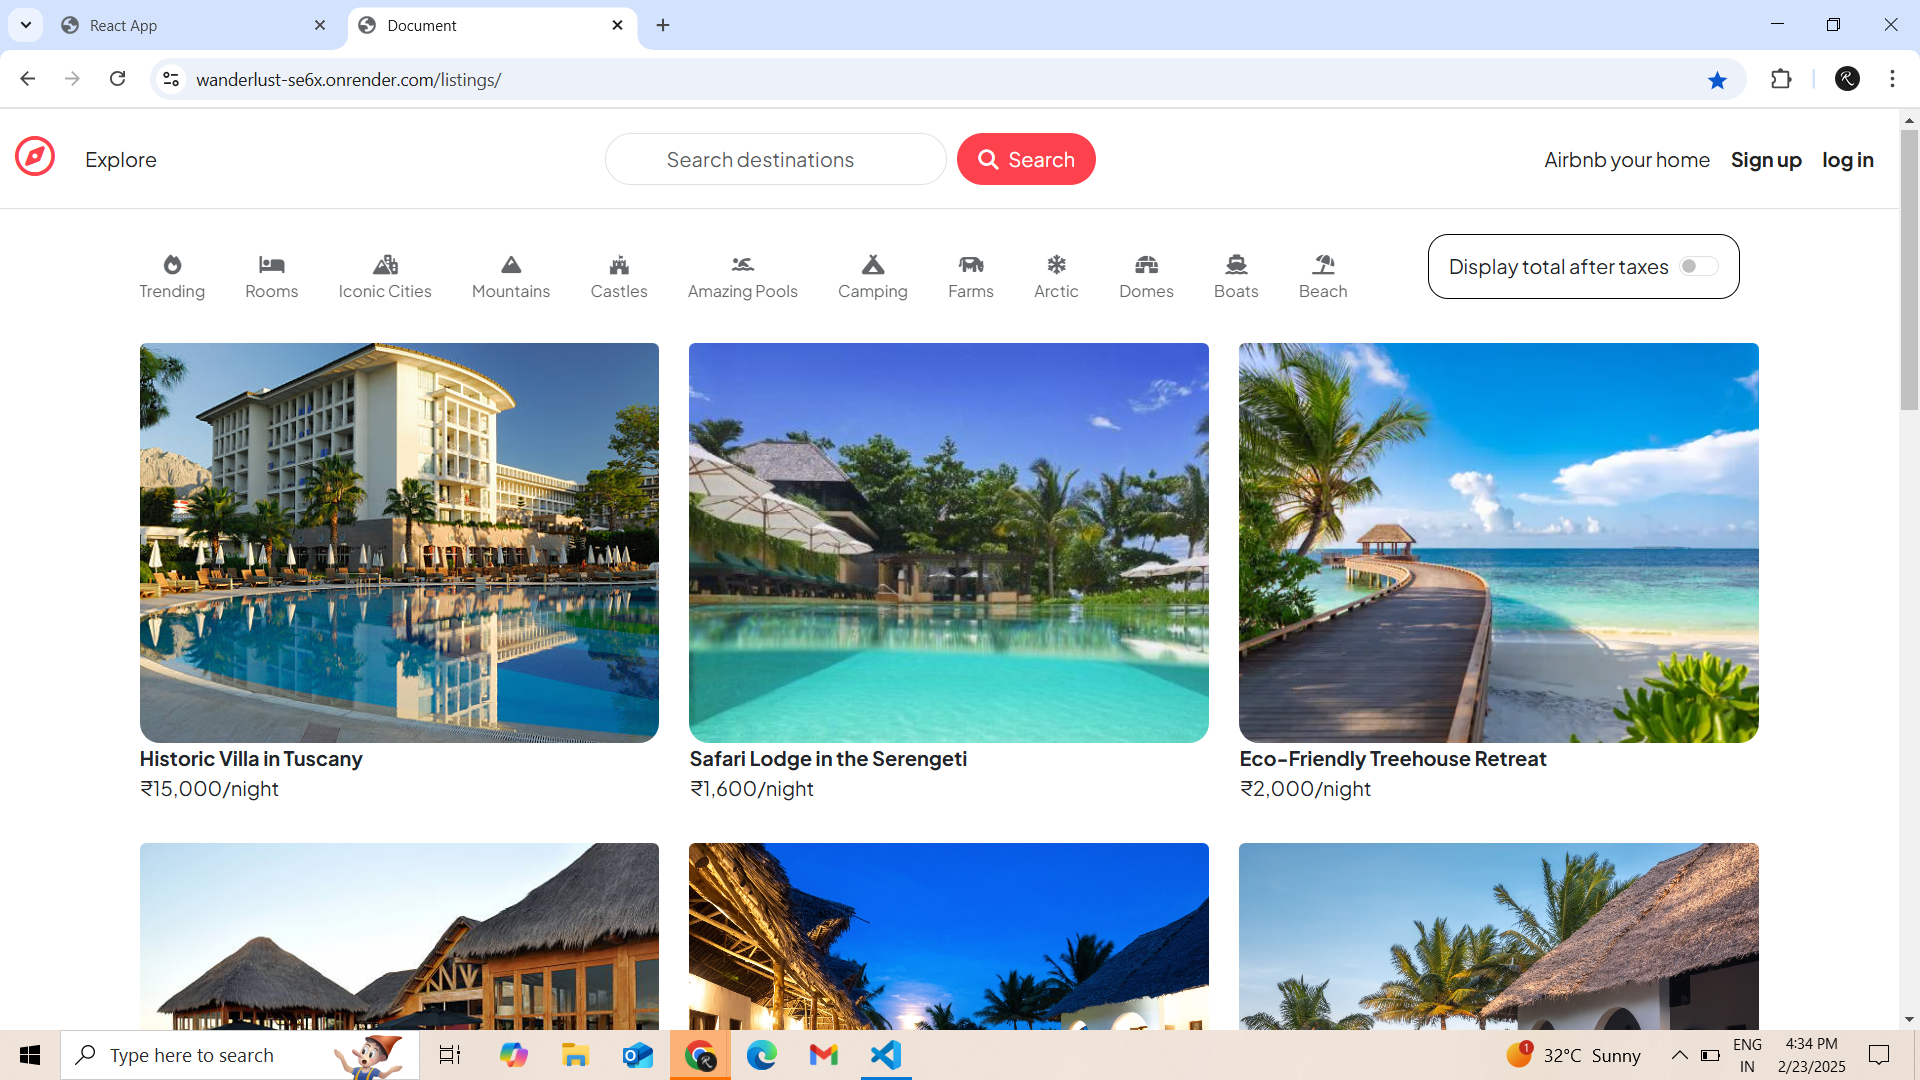 React App
Document
wanderlust-se6x.onrender.com/listings/
Explore
Search destinations
Search
Airbnb your home
Sign up
log in
Trending
Rooms
Iconic Cities
Mountains
Castles
Amazing Pools
Camping
Farms
Arctic
Domes
Boats
Beach
Display total after taxes
Historic Villa in Tuscany
₹15,000/night
Safari Lodge in the Serengeti
₹1,600/night
Eco-Friendly Treehouse Retreat
₹2,000/night
Type here to search
1
32°C Sunny
ENG
IN
4:34 PM
2/23/2025